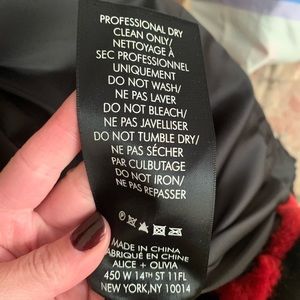 PROFESSIONAL DRY
CLEAN ONLY/
NETTOYAGE À
SEC PROFESSIONNEL
UNIQUEMENT
DO NOT WASH/
NE PAS LAVER
DO NOT BLEACH/
NE PAS JAVELLISER
DO NOT TUMBLE DRY/
NE PAS SÉCHER
PAR CULBUTAGE
DO NOT IRON/
NE PAS REPASSER
MADE IN CHINA
FABRIQUÉ EN CHINE
ALICE + OLIVIA
450 W 14TH ST 11FL
NEW YORK, NY 10014